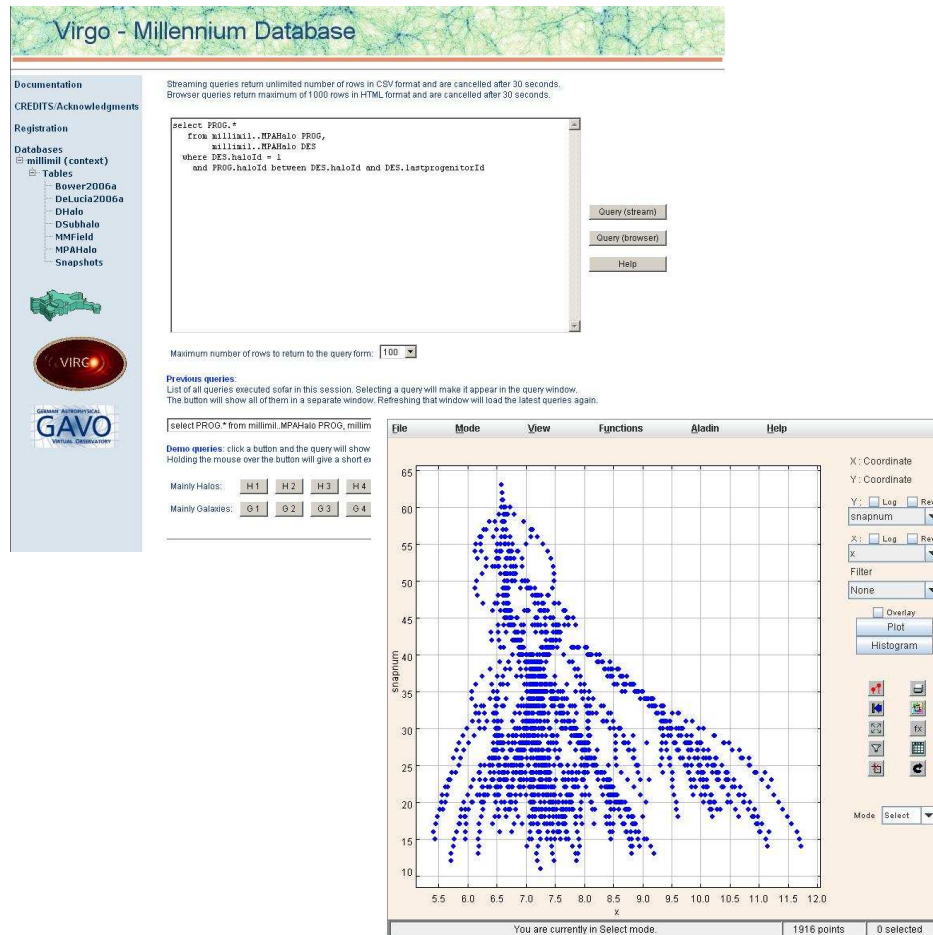 Virgo - Millennium Database
Documentation
CREDITS/Acknowledgments
Registration
Databases
millimil (context)
Tables
Bower2006a
DeLucia2006a
DHalo
DSubhalo
MMField
MPAHalo
Snapshots
VIRGO
GERMAN ASTROPHYSICAL
GAVO
VIRTUAL OBSERVATORY
Streaming queries return unlimited number of rows in CSV format and are cancelled after 30 seconds.
Browser queries return maximum of 1000 rows in HTML format and are cancelled after 30 seconds.
select PROG.*
from millimil..MPAHalo PROG,
millimil..MPAHalo DES
where DES.haloId = 1
and PROG.haloId between DES.haloId and DES.lastprogenitorId
Query (stream)
Query (browser)
Help
Maximum number of rows to return to the query form: 100
Previous queries:
List of all queries executed sofar in this session. Selecting a query will make it appear in the query window.
The button will show all of them in a separate window. Refreshing that window will load the latest queries again.
select PROG.* from millimil..MPAHalo PROG, millim
Demo queries: click a button and the query will show
Holding the mouse over the button will give a short ex
Mainly Halos: H 1 H 2 H 3 H 4
Mainly Galaxies: G 1 G 2 G 3 G 4
File Mode View Functions Aladin Help
65
60
55
50
45
40
35
30
25
20
15
10
snapnum
5.5 6.0 6.5 7.0 7.5 8.0 8.5 9.0 9.5 10.0 10.5 11.0 11.5 12.0
x
X : Coordinate
Y : Coordinate
Y : Log Rev
snapnum
X : Log Rev
x
Filter
None
Overlay
Plot
Histogram
fx
Mode Select
You are currently in Select mode. 1916 points 0 selected